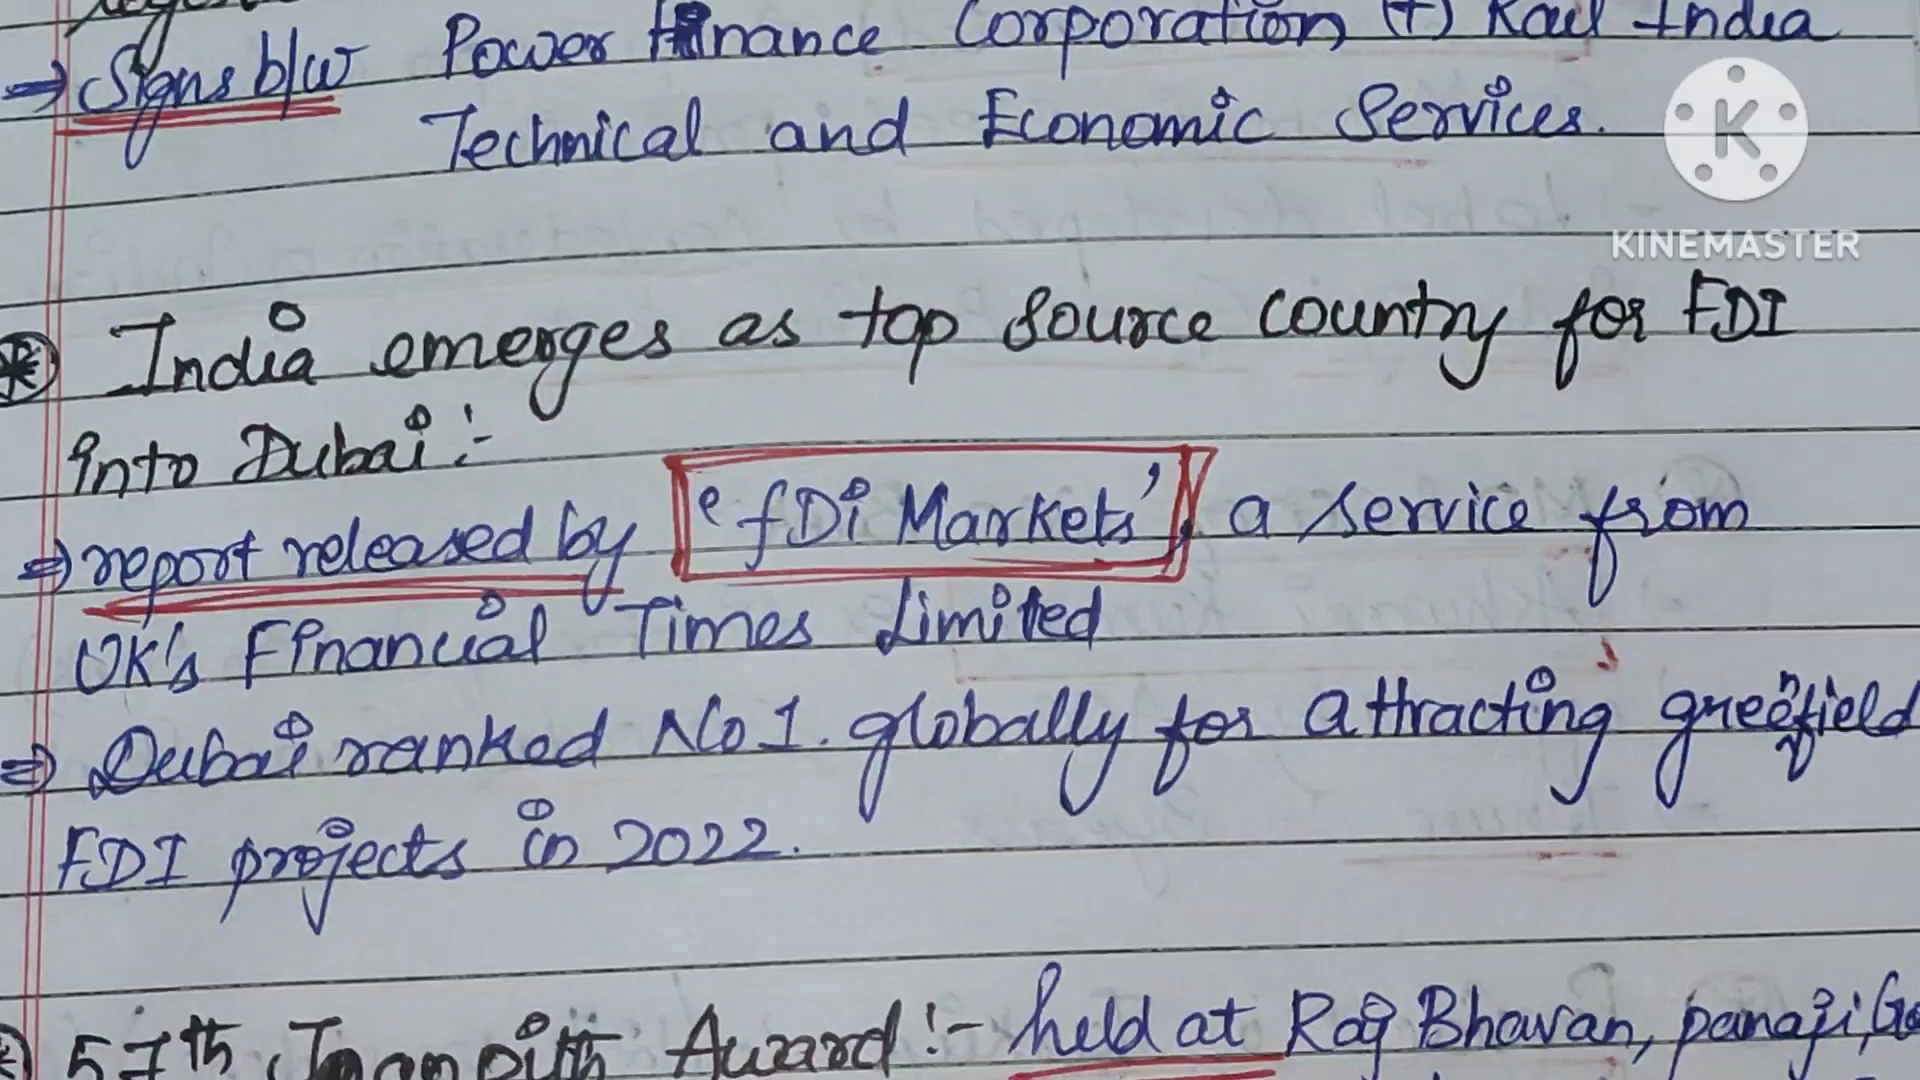 ⇒ Signs b/w Power Finance Corporation (+) Rail India
Technical and Economic Services.
K
KINEMASTER
India emerges as top source country for FDI
into Dubai :-
⇒ report released by 'fDi Markets', a service from
UK's Financial Times Limited
⇒ Dubai ranked No 1. globally for attracting greenfield
FDI projects in 2022.
57th Jnanpith Award :- held at Raj Bhavan, panaji, Goa